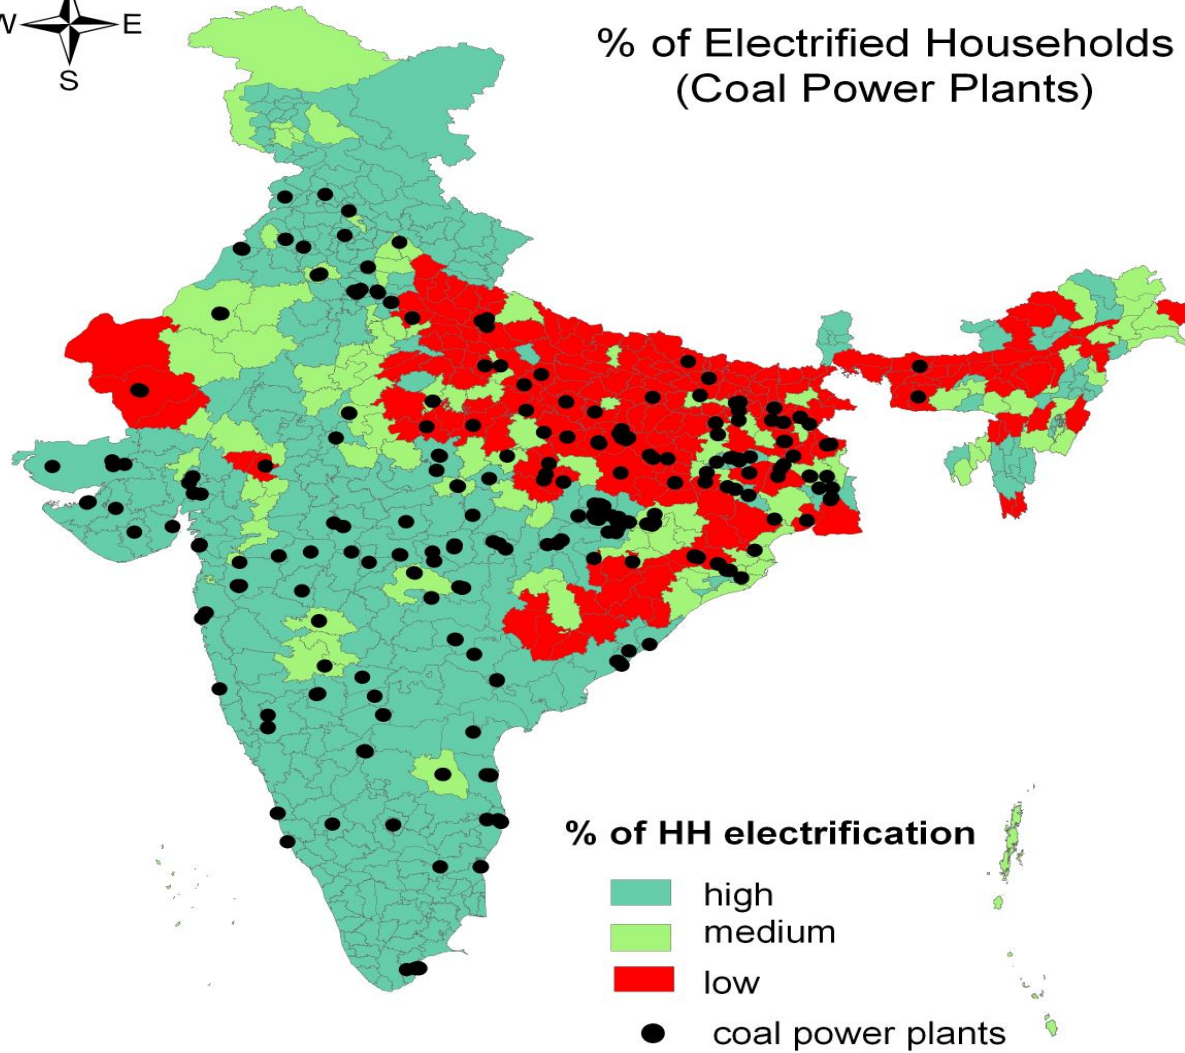 W
E
S
% of Electrified Households
(Coal Power Plants)
% of HH electrification
high
medium
low
coal power plants